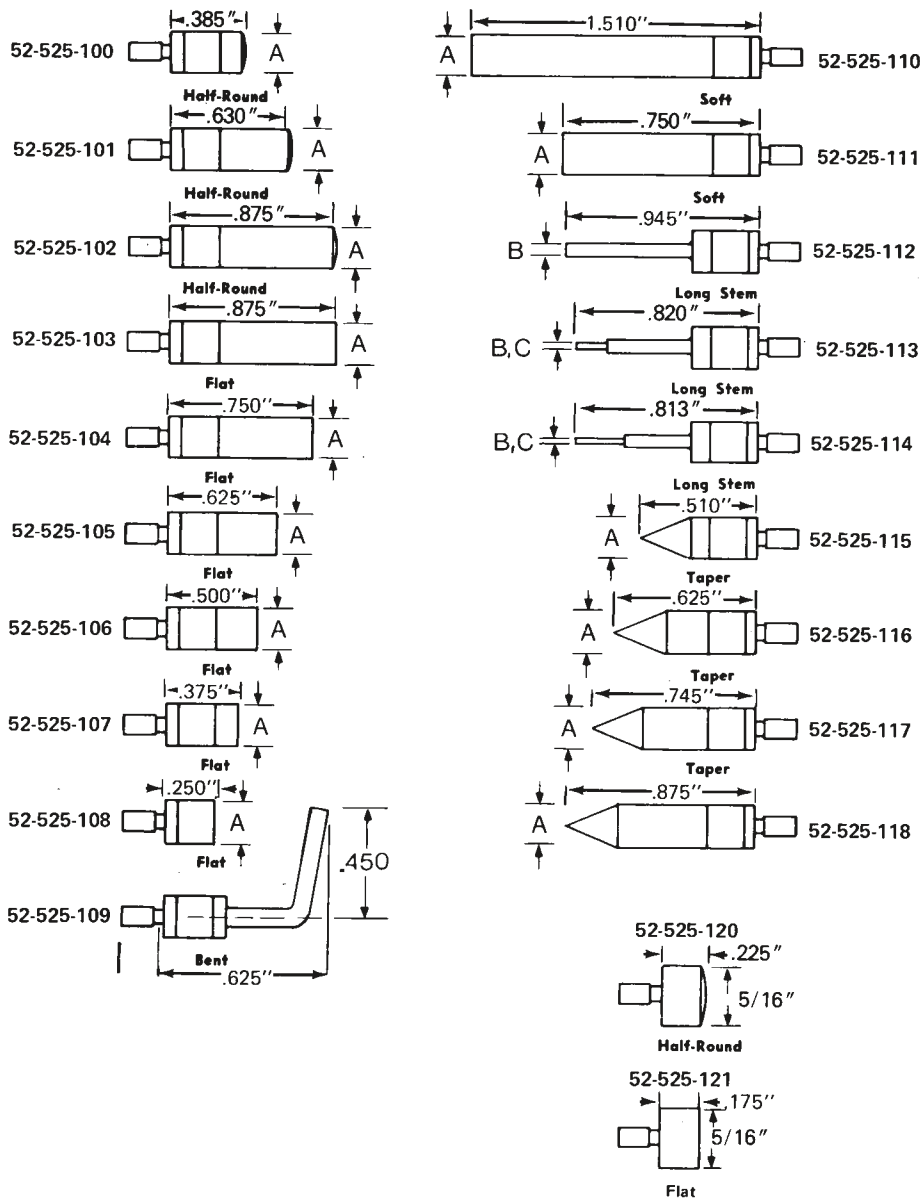 .385"
52-525-100
A
Half-Round
.630"
52-525-101
A
Half-Round
.875"
52-525-102
A
Half-Round
.875"
52-525-103
A
Flat
.750"
52-525-104
A
Flat
.625"
52-525-105
A
Flat
.500"
52-525-106
A
Flat
.375"
52-525-107
A
Flat
.250"
52-525-108
A
Flat
.450
52-525-109
Bent
.625"
1.510"
A
52-525-110
Soft
.750"
A
52-525-111
Soft
.945"
B
52-525-112
Long Stem
.820"
B,C
52-525-113
Long Stem
.813"
B,C
52-525-114
Long Stem
.510"
A
52-525-115
Taper
.625"
A
52-525-116
Taper
.745"
A
52-525-117
Taper
.875"
A
52-525-118
52-525-120
.225"
5/16"
Half-Round
52-525-121
.175"
5/16"
Flat